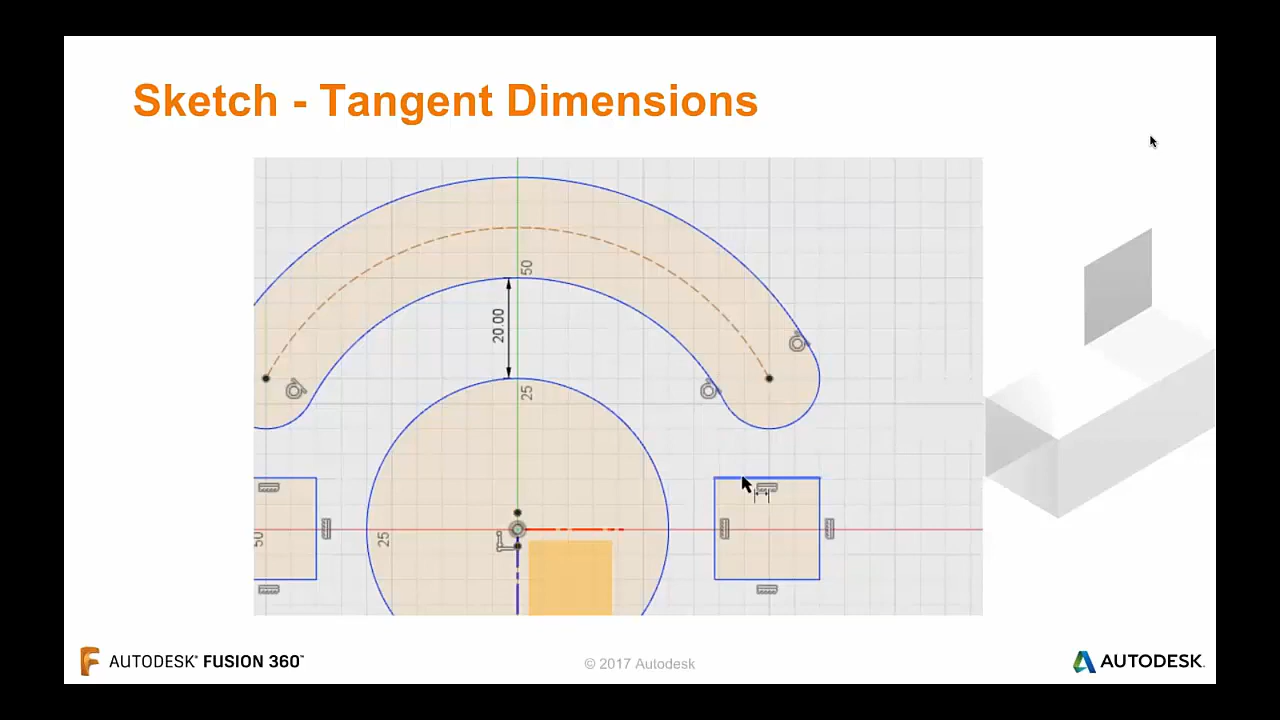 Sketch - Tangent Dimensions
50
20.00
25
50
25
AUTODESK® FUSION 360™
© 2017 Autodesk
AUTODESK.